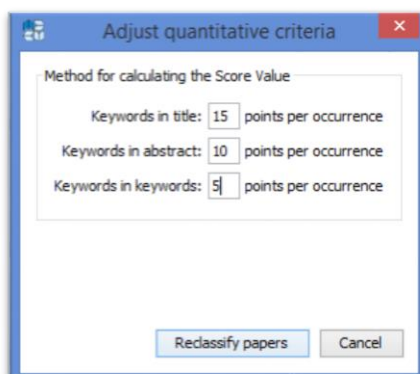 Adjust quantitative criteria
Method for calculating the Score Value
Keywords in title: 15 points per occurrence
Keywords in abstract: 10 points per occurrence
Keywords in keywords: 5 points per occurrence
Reclassify papers Cancel